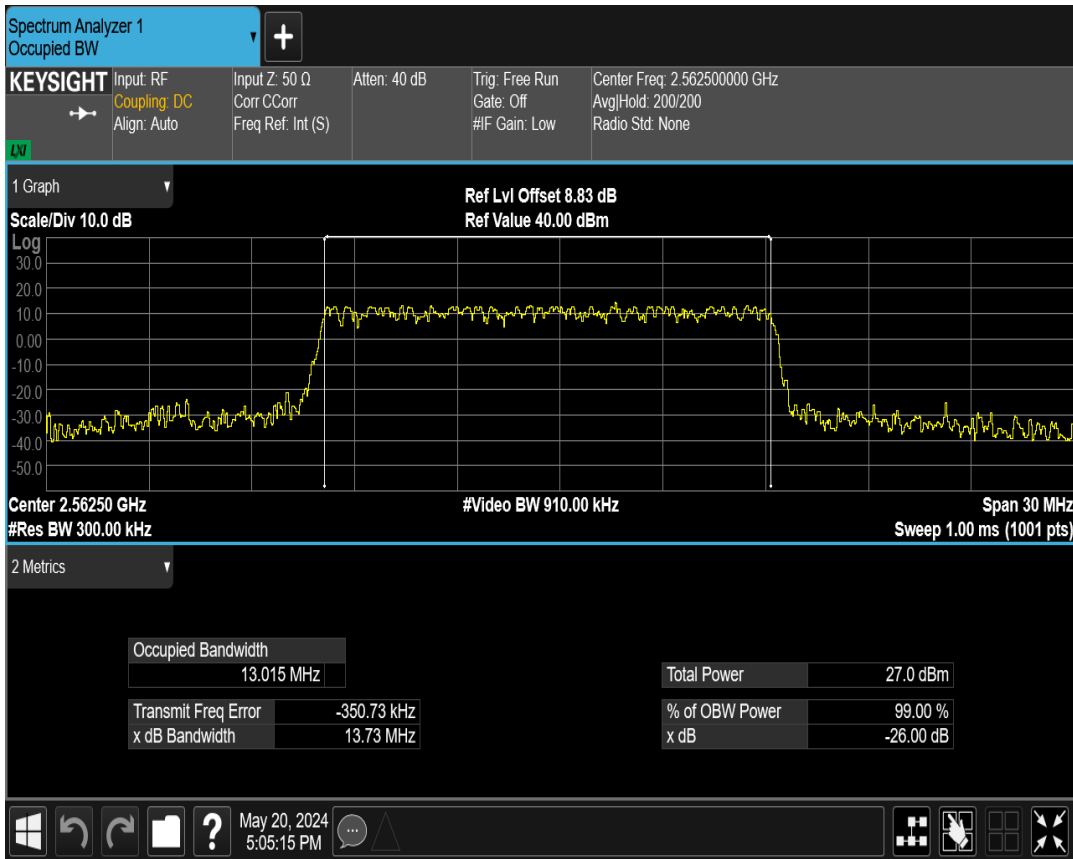 Spectrum Analyzer 1
Occupied BW
+
KEYSIGHT
LXI
Input: RF
Coupling: DC
Align: Auto
Input Z: 50 Ω
Corr CCorr
Freq Ref: Int (S)
Atten: 40 dB
Trig: Free Run
Gate: Off
#IF Gain: Low
Center Freq: 2.562500000 GHz
Avg|Hold: 200/200
Radio Std: None
1 Graph
Scale/Div 10.0 dB
Ref Lvl Offset 8.83 dB
Ref Value 40.00 dBm
Log
30.0
20.0
10.0
0.00
-10.0
-20.0
-30.0
-40.0
-50.0
Center 2.56250 GHz
#Video BW 910.00 kHz
Span 30 MHz
#Res BW 300.00 kHz
Sweep 1.00 ms (1001 pts)
2 Metrics
Occupied Bandwidth
13.015 MHz
Total Power 27.0 dBm
Transmit Freq Error -350.73 kHz
% of OBW Power 99.00 %
x dB Bandwidth 13.73 MHz
x dB -26.00 dB
?
May 20, 2024
5:05:15 PM